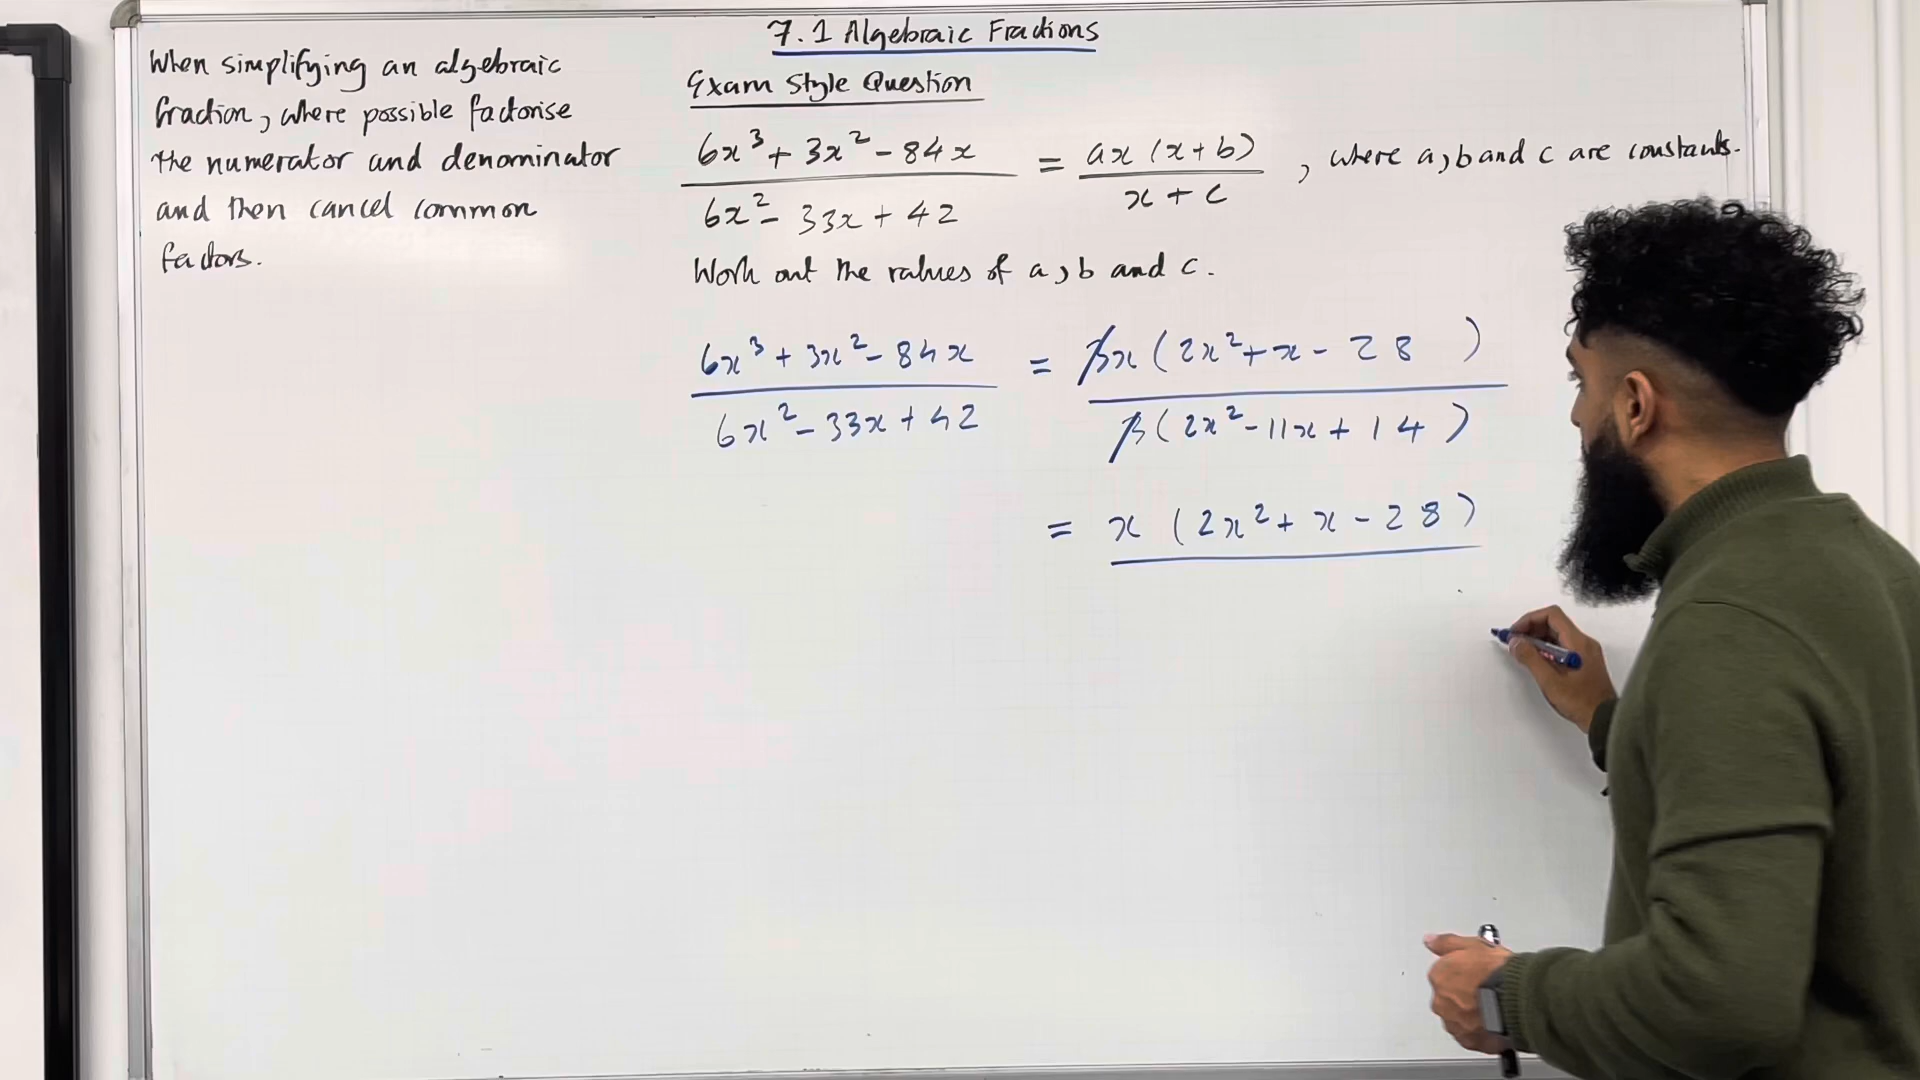 7.1 Algebraic Fractions
When simplifying an algebraic
fraction, where possible factorise
the numerator and denominator
and then cancel common
factors.
Exam Style Question
6x³ + 3x² - 84x / 6x² - 33x + 42 = ax (x + b) / x + c , where a, b and c are constants.
Work out the values of a, b and c.
6x³ + 3x² - 84x / 6x² - 33x + 42 = 3x (2x² + x - 28 ) / 3 (2x² - 11x + 14)
= x (2x² + x - 28)